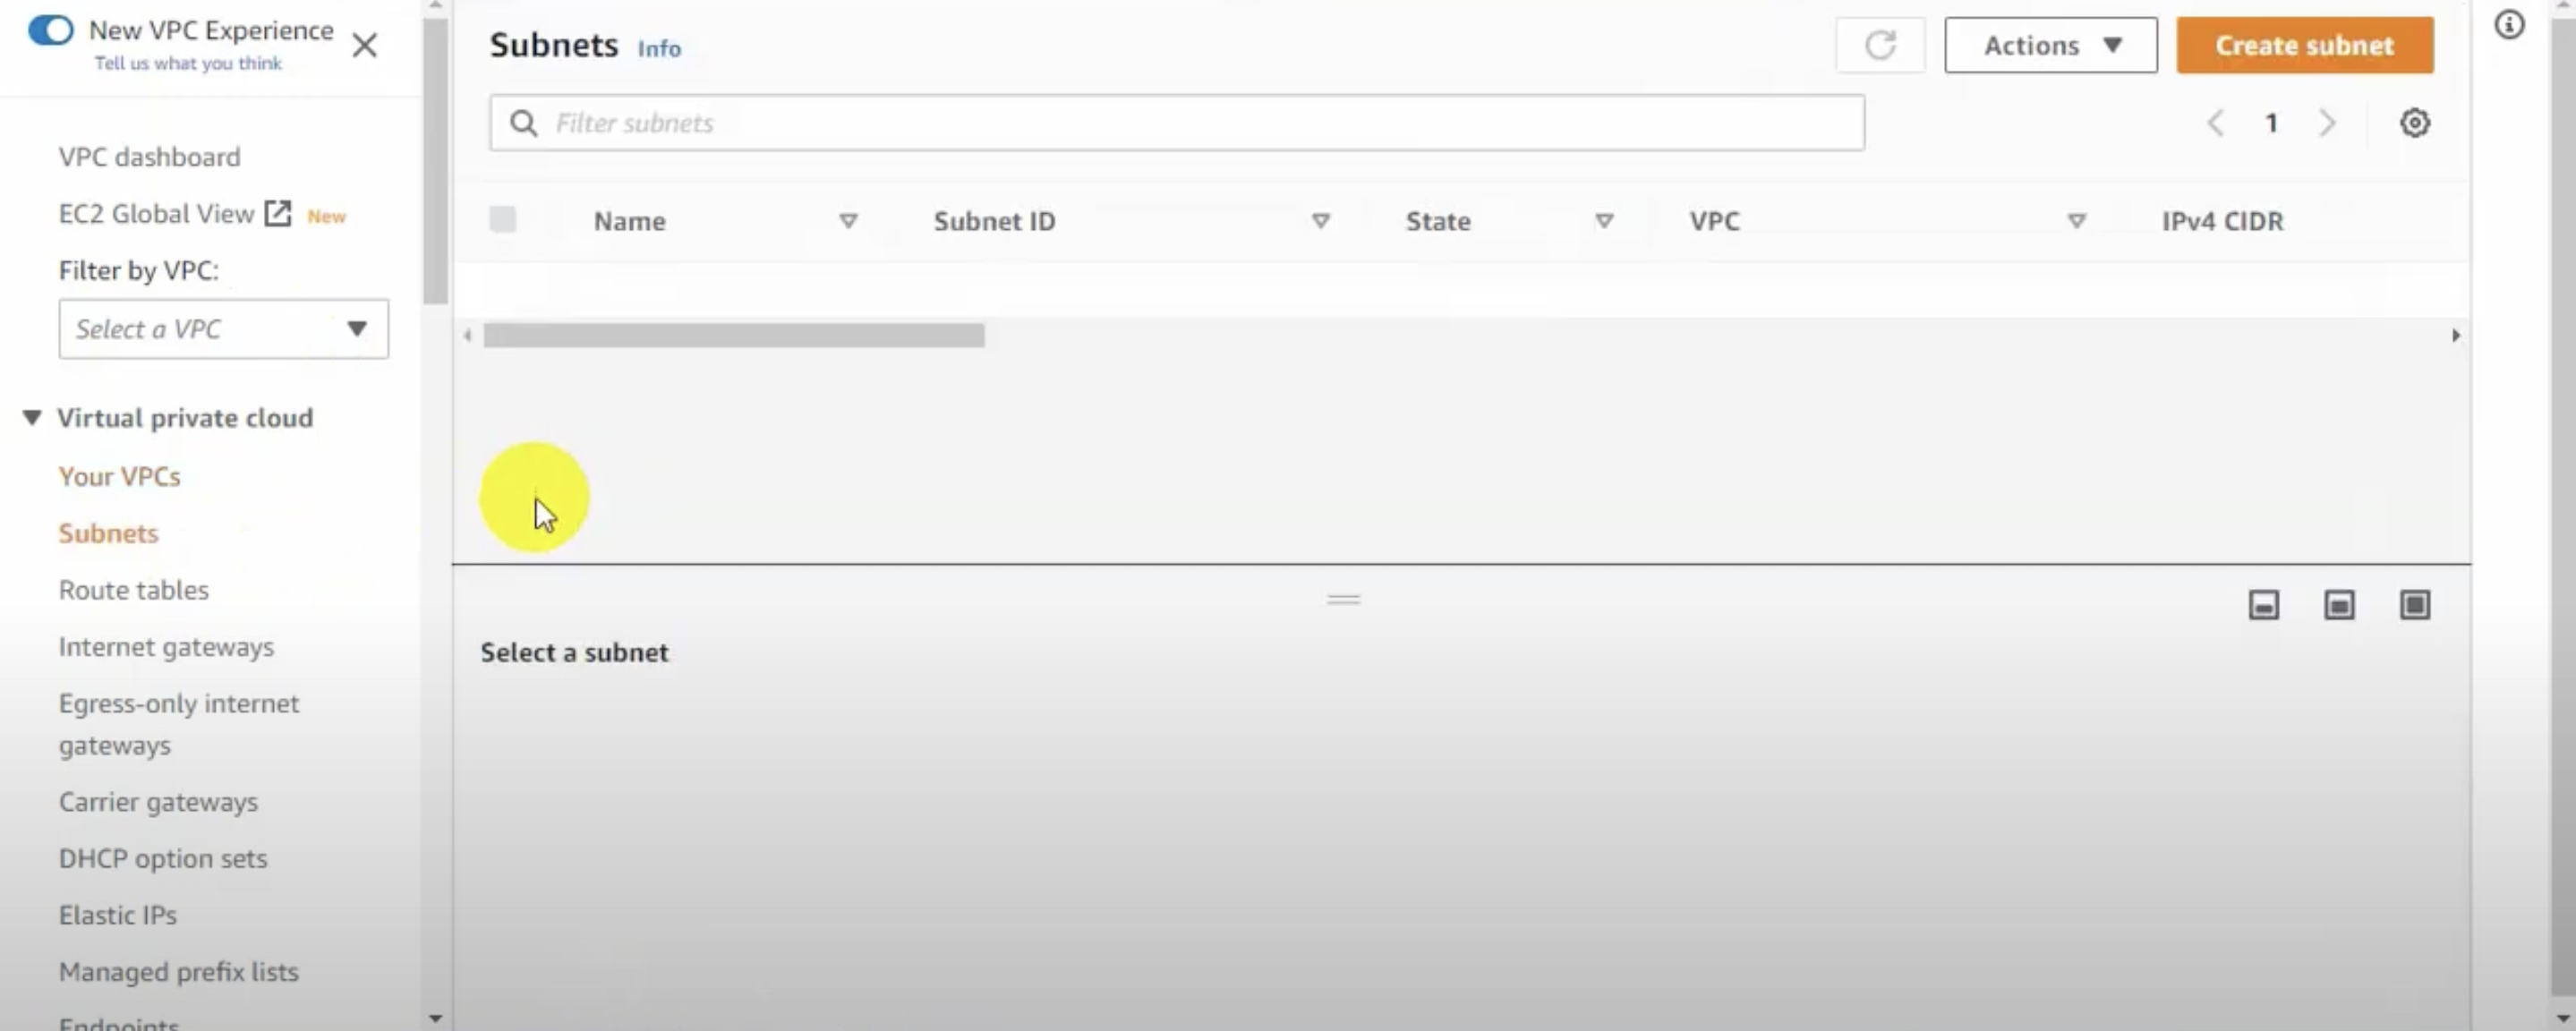 New VPC Experience
Tell us what you think
VPC dashboard
EC2 Global View New
Filter by VPC:
Select a VPC
Virtual private cloud
Your VPCs
Subnets
Route tables
Internet gateways
Egress-only internet
gateways
Carrier gateways
DHCP option sets
Elastic IPs
Managed prefix lists
Endpoints
Subnets Info
Actions
Create subnet
Filter subnets
1
Name Subnet ID State VPC IPv4 CIDR
Select a subnet